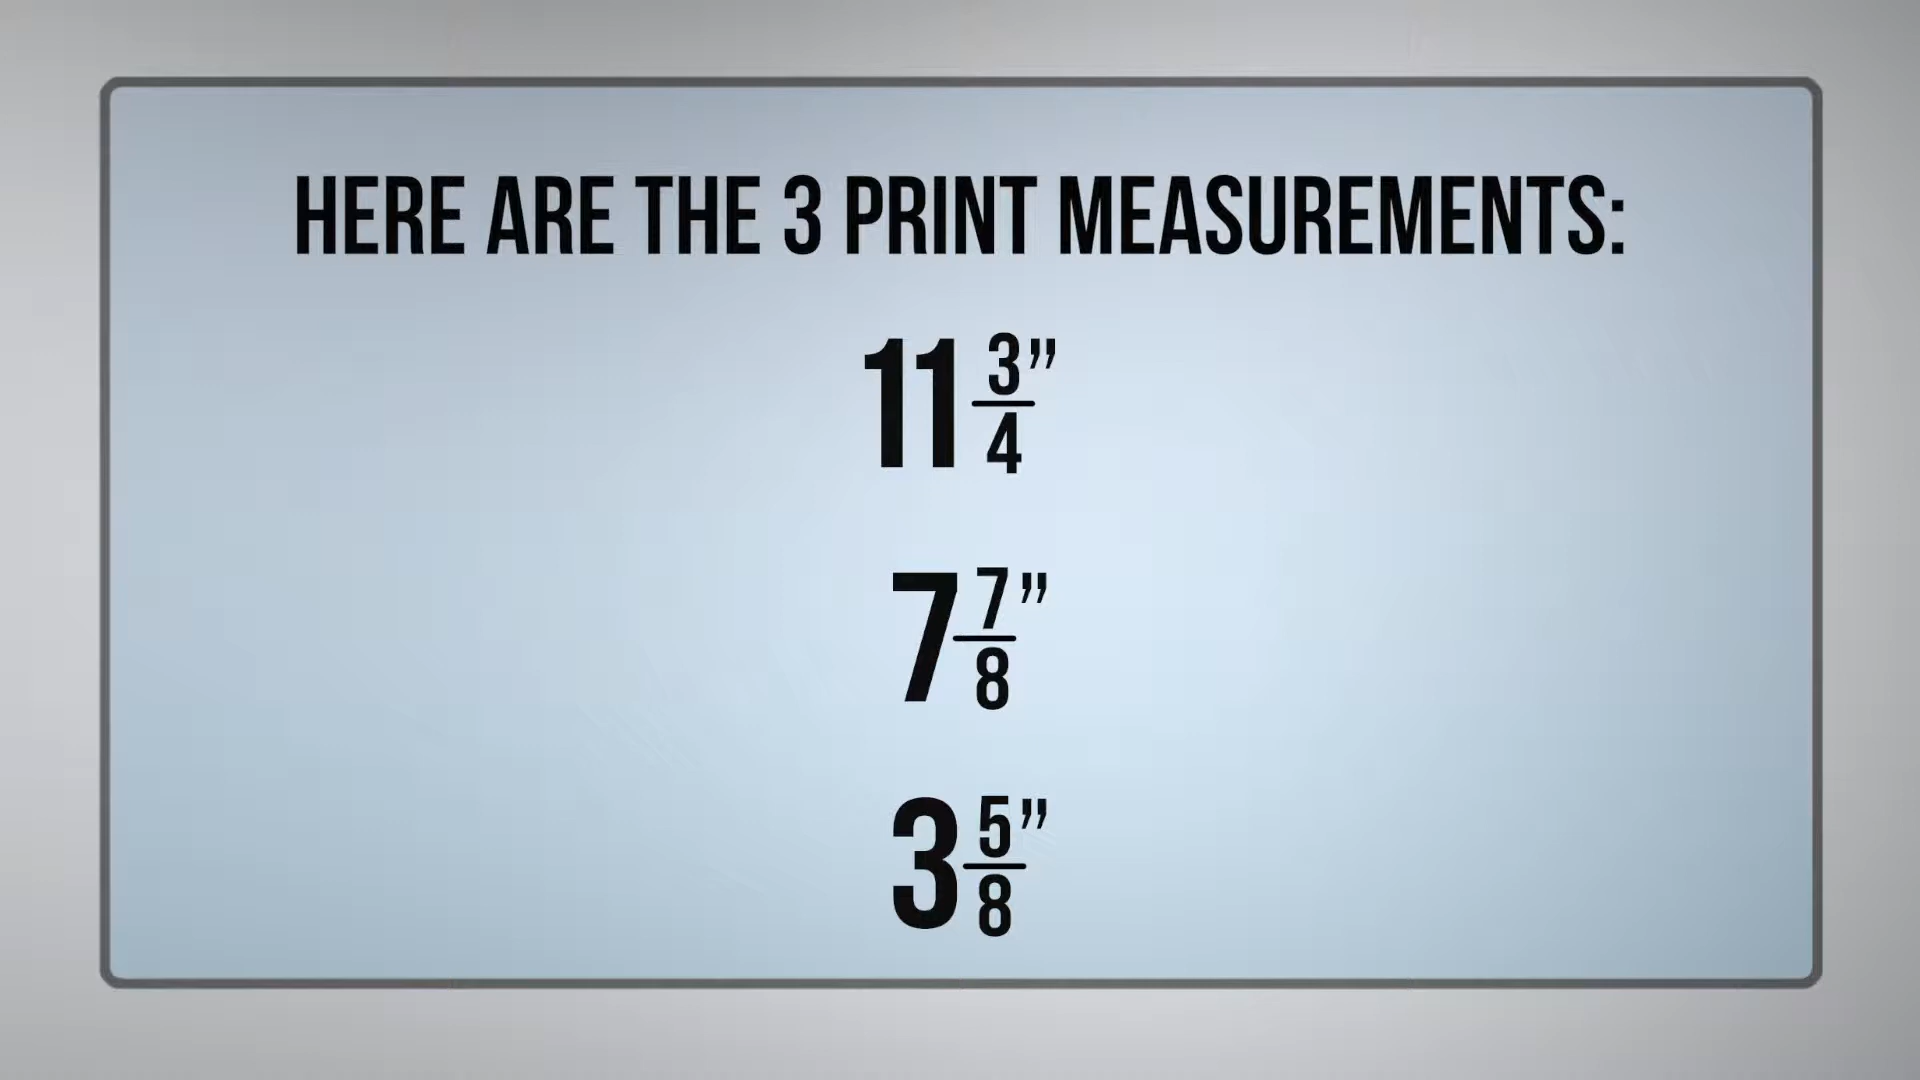 HERE ARE THE 3 PRINT MEASUREMENTS:
11 3/4”
7 7/8”
3 5/8”